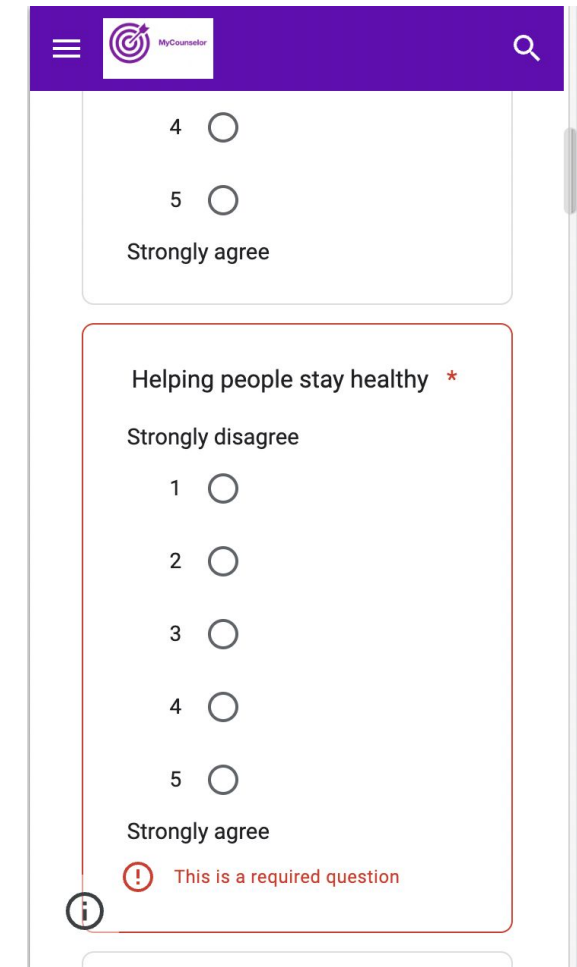 MyCounselor
4
5
Strongly agree
Helping people stay healthy *
Strongly disagree
1
2
3
4
5
Strongly agree
! This is a required question
i